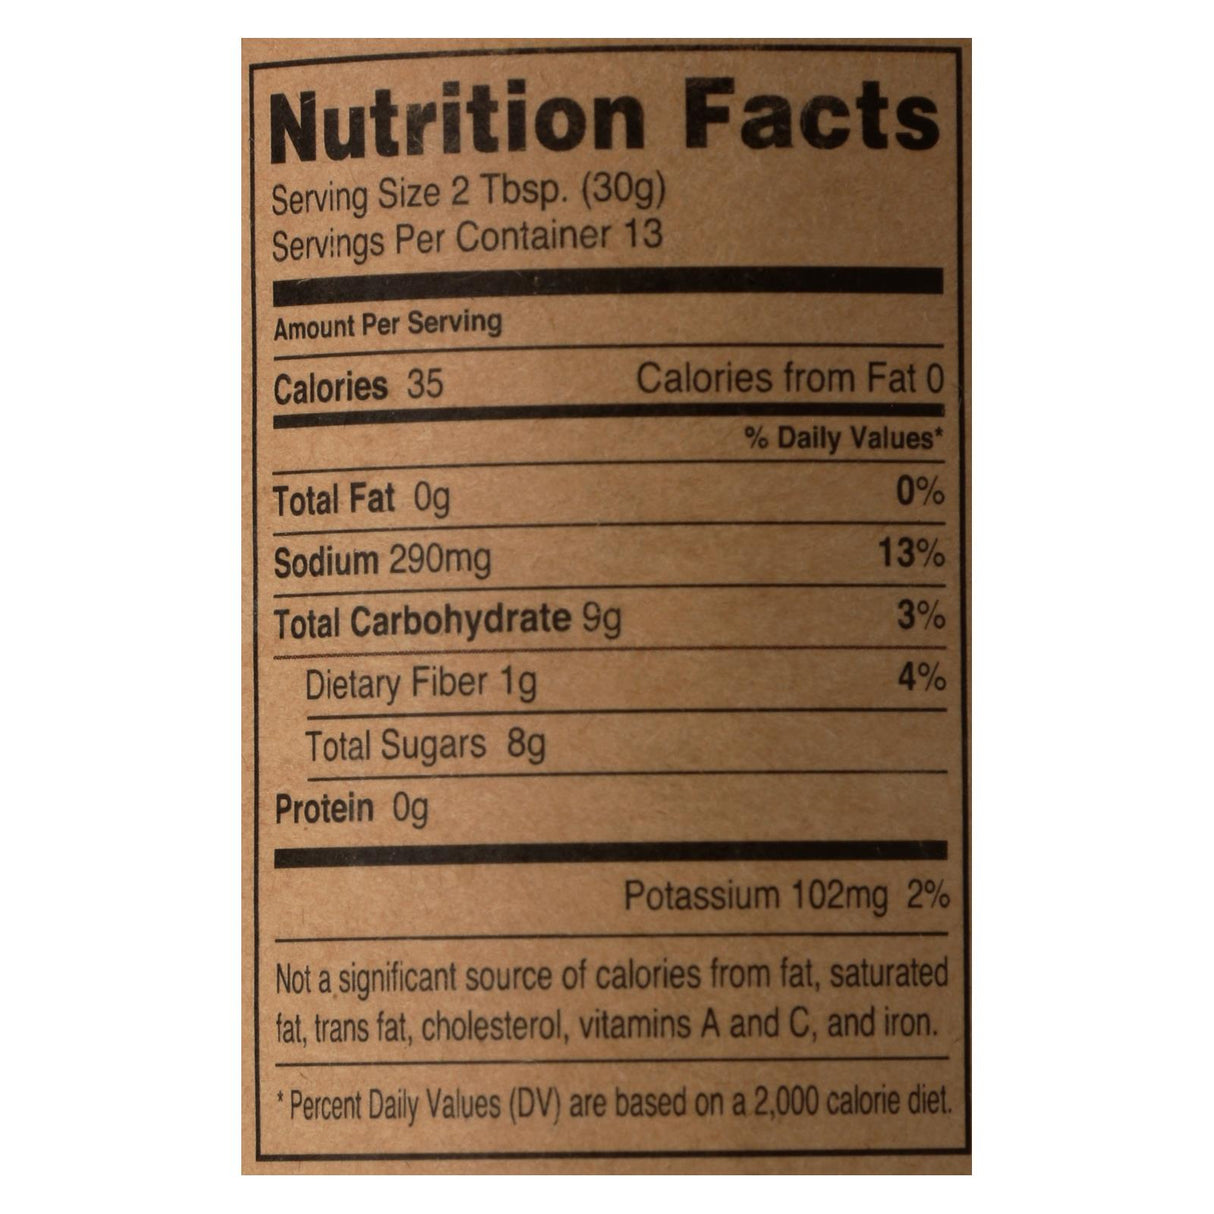 Nutrition Facts
Serving Size 2 Tbsp. (30g)
Servings Per Container 13
Amount Per Serving
Calories 35 Calories from Fat 0
% Daily Values*
Total Fat 0g 0%
Sodium 290mg 13%
Total Carbohydrate 9g 3%
Dietary Fiber 1g 4%
Total Sugars 8g
Protein 0g
Potassium 102mg 2%
Not a significant source of calories from fat, saturated
fat, trans fat, cholesterol, vitamins A and C, and iron.
* Percent Daily Values (DV) are based on a 2,000 calorie diet.